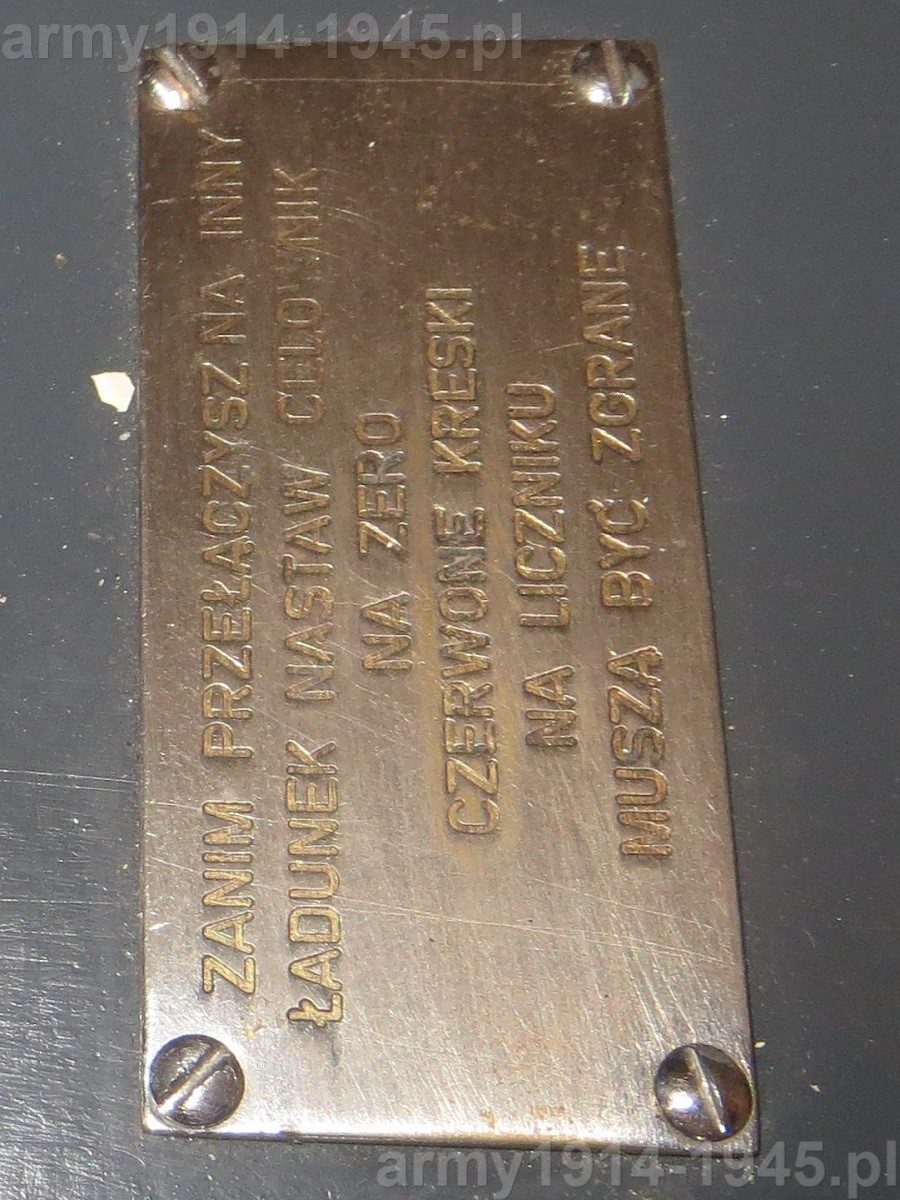 army1914-1945.pl
ZANIM PRZEŁĄCZYSZ NA INNY
ŁADUNEK NASTAW CELOWNIK
NA ZERO
CZERWONE KRESKI
NA LICZNIKU
MUSZĄ BYĆ ZGRANE
army1914-1945.pl